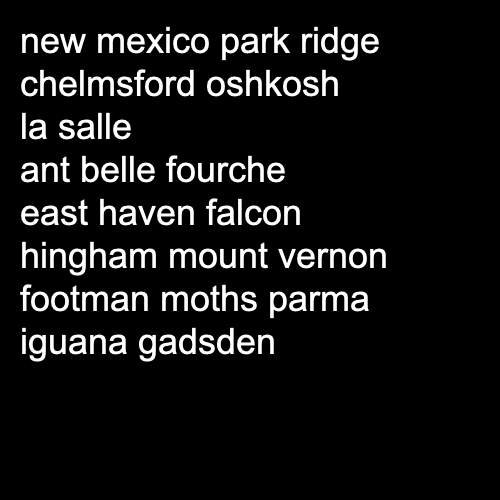 new mexico park ridge
chelmsford oshkosh
la salle
ant belle fourche
east haven falcon
hingham mount vernon
footman moths parma
iguana gadsden